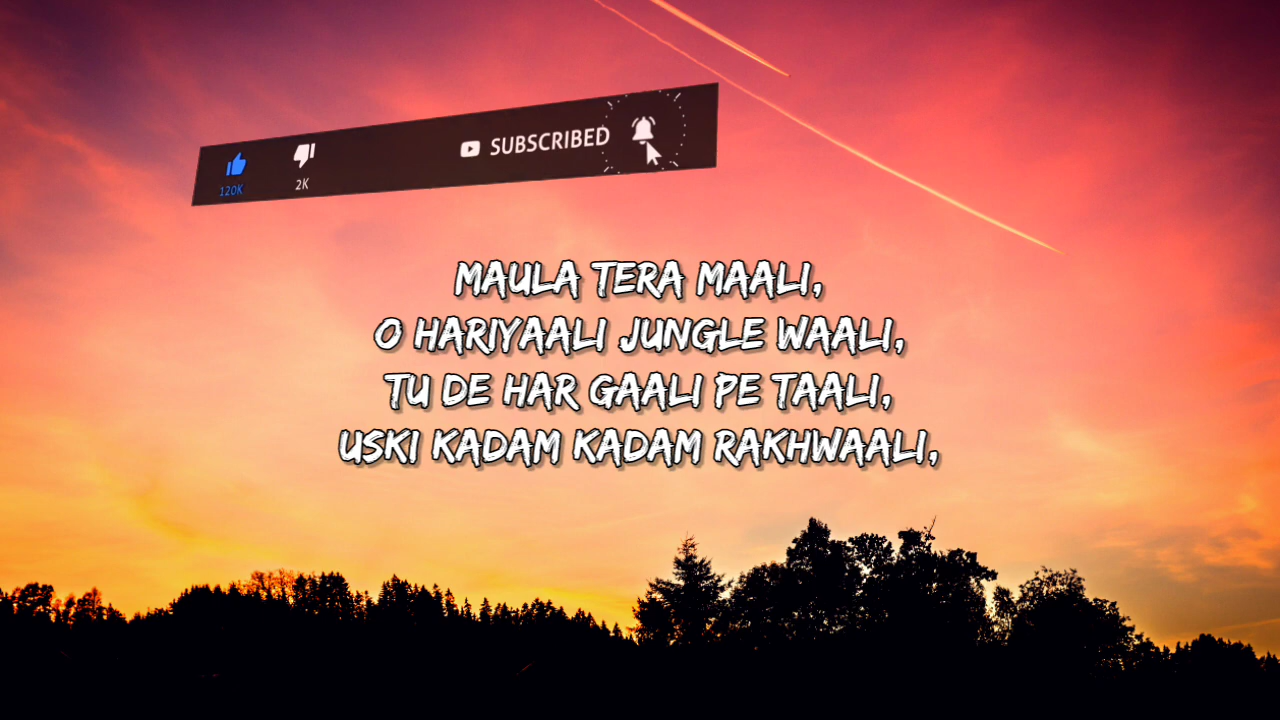 120K
2K
SUBSCRIBED
MAULA TERA MAALI,
O HARIYAALI JUNGLE WAALI,
TU DE HAR GAALI PE TAALI,
USKI KADAM KADAM RAKHWAALI,